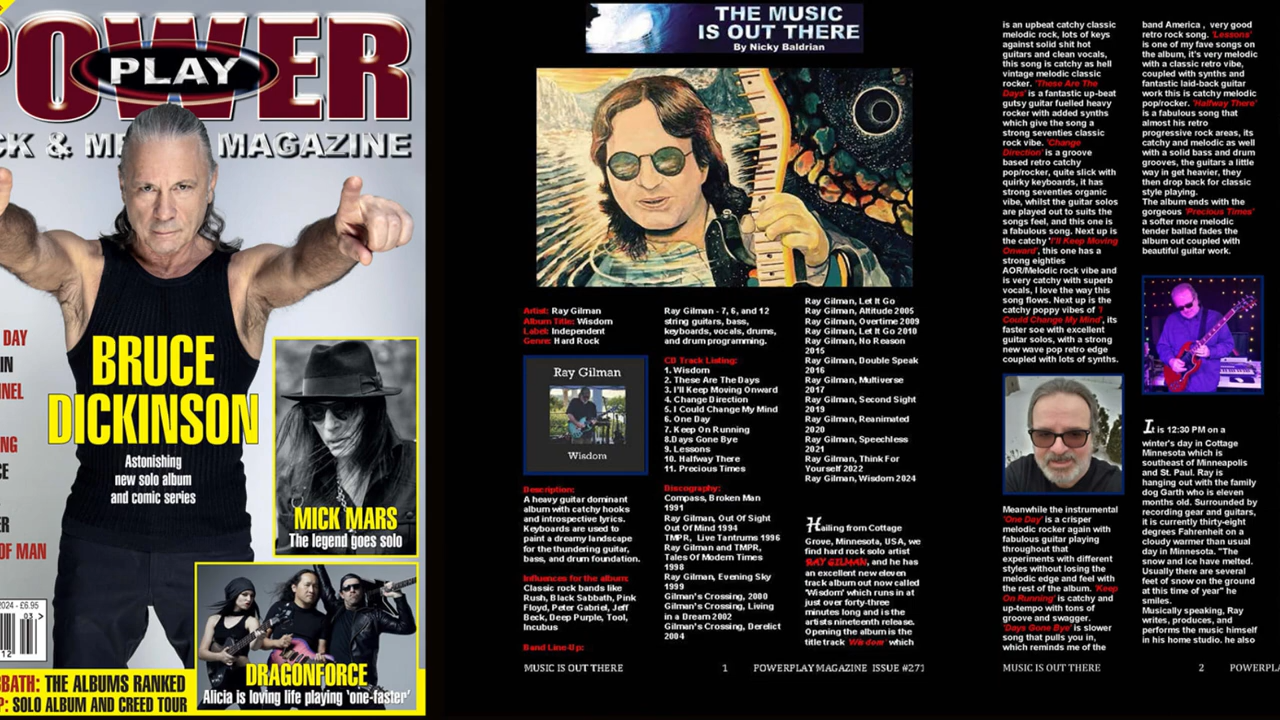 POWER
PLAY
CK & METAL MAGAZINE
DAY
IN
NEL
NG
CE
ER
OF MAN
BRUCE
DICKINSON
Astonishing
new solo album
and comic series
MICK MARS
The legend goes solo
DRAGONFORCE
Alicia is loving life playing 'one-faster'
2024 - £6.95
03
12
BATH: THE ALBUMS RANKED
P: SOLO ALBUM AND CREED TOUR
THE MUSIC
IS OUT THERE
By Nicky Baldrian
Artist: Ray Gilman
Album Title: Wisdom
Label: Independent
Genre: Hard Rock
Ray Gilman
Wisdom
Description:
A heavy guitar dominant
album with catchy hooks
and introspective lyrics.
Keyboards are used to
paint a dreamy landscape
for the thundering guitar,
bass, and drum foundation.
Influences for the album:
Classic rock bands like
Rush, Black Sabbath, Pink
Floyd, Peter Gabriel, Jeff
Beck, Deep Purple, Tool,
Incubus
Band Line-Up:
Ray Gilman - 7, 6, and 12
string guitars, bass,
keyboards, vocals, drums,
and drum programming.
CD Track Listing:
1. Wisdom
2. These Are The Days
3. I'll Keep Moving Onward
4. Change Direction
5. I Could Change My Mind
6. One Day
7. Keep On Running
8.Days Gone Bye
9. Lessons
10. Halfway There
11. Precious Times
Discography:
Compass, Broken Man
1991
Ray Gilman, Out Of Sight
Out Of Mind 1994
TMPR, Live Tantrums 1996
Ray Gilman and TMPR,
Tales Of Modern Times
1998
Ray Gilman, Evening Sky
1999
Gilman's Crossing, 2000
Gilman's Crossing, Living
in a Dream 2002
Gilman's Crossing, Derelict
2004
Ray Gilman, Let It Go
Ray Gilman, Altitude 2005
Ray Gilman, Overtime 2009
Ray Gilman, Let It Go 2010
Ray Gilman, No Reason
2015
Ray Gilman, Double Speak
2016
Ray Gilman, Multiverse
2017
Ray Gilman, Second Sight
2019
Ray Gilman, Reanimated
2020
Ray Gilman, Speechless
2021
Ray Gilman, Think For
Yourself 2022
Ray Gilman, Wisdom 2024
Hailing from Cottage
Grove, Minnesota, USA, we
find hard rock solo artist
RAY GILMAN, and he has
an excellent new eleven
track album out now called
'Wisdom' which runs in at
just over forty-three
minutes long and is the
artists nineteenth release.
Opening the album is the
title track 'Wisdom' which
MUSIC IS OUT THERE 1 POWERPLAY MAGAZINE ISSUE #271
is an upbeat catchy classic
melodic rock, lots of keys
against solid shit hot
guitars and clean vocals,
this song is catchy as hell
vintage melodic classic
rocker. 'These Are The
Days' is a fantastic up-beat
gutsy guitar fuelled heavy
rocker with added synths
which give the song a
strong seventies classic
rock vibe. 'Change
Direction' is a groove
based retro catchy
pop/rocker, quite slick with
quirky keyboards, it has
strong seventies organic
vibe, whilst the guitar solos
are played out to suits the
songs feel, and this one is
a fabulous song. Next up is
the catchy 'I'll Keep Moving
Onward', this one has a
strong eighties
AOR/Melodic rock vibe and
is very catchy with superb
vocals, I love the way this
song flows. Next up is the
catchy poppy vibes of 'I
Could Change My Mind', its
faster soe with excellent
guitar solos, with a strong
new wave pop retro edge
coupled with lots of synths.
Meanwhile the instrumental
'One Day' is a crisper
melodic rocker again with
fabulous guitar playing
throughout that
experiments with different
styles without losing the
melodic edge and feel with
the rest of the album. 'Keep
On Running' is catchy and
up-tempo with tons of
groove and swagger.
'Days Gone Bye' is slower
song that pulls you in,
which reminds me of the
band America , very good
retro rock song. 'Lessons'
is one of my fave songs on
the album, it's very melodic
with a classic retro vibe,
coupled with synths and
fantastic laid-back guitar
work this is catchy melodic
pop/rocker. 'Halfway There'
is a fabulous song that
almost his retro
progressive rock areas, its
catchy and melodic as well
with a solid bass and drum
grooves, the guitars a little
way in get heavier, they
then drop back for classic
style playing.
The album ends with the
gorgeous 'Precious Times'
a softer more melodic
tender ballad fades the
album out coupled with
beautiful guitar work.
It is 12:30 PM on a
winter's day in Cottage
Minnesota which is
southeast of Minneapolis
and St. Paul. Ray is
hanging out with the family
dog Garth who is eleven
months old. Surrounded by
recording gear and guitars,
it is currently thirty-eight
degrees Fahrenheit on a
cloudy warmer than usual
day in Minnesota. "The
snow and ice have melted.
Usually there are several
feet of snow on the ground
at this time of year" he
smiles.
Musically speaking, Ray
writes, produces, and
performs the music himself
in his home studio. he also
MUSIC IS OUT THERE 2 POWERPLA